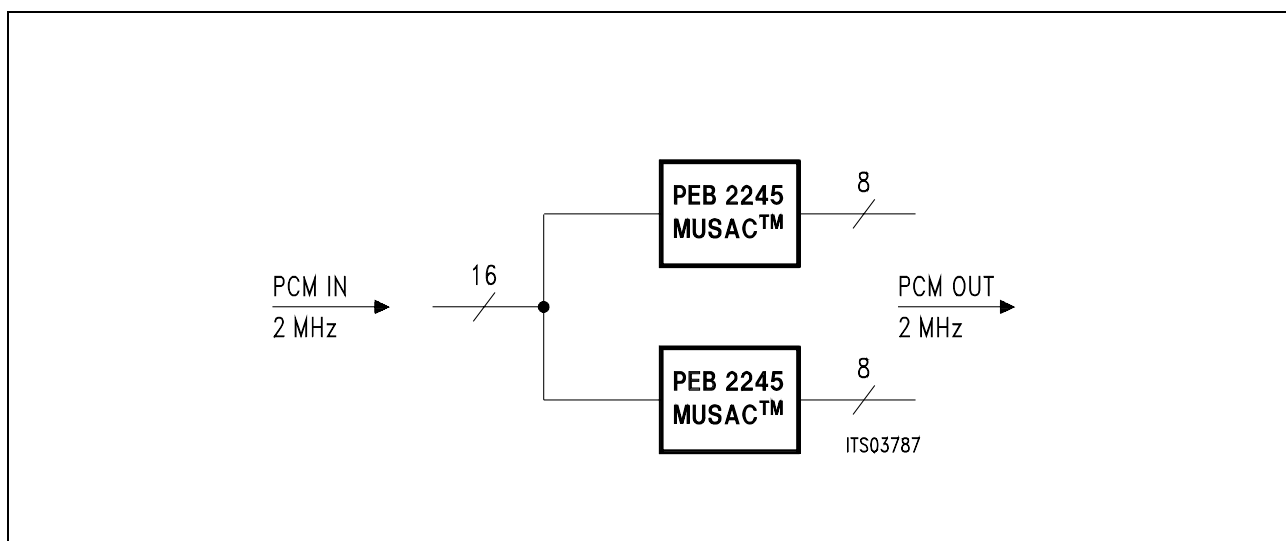 PEB 2245
MUSAC™
8
PCM IN
2 MHz
16
PCM OUT
2 MHz
PEB 2245
MUSAC™
8
ITS03787